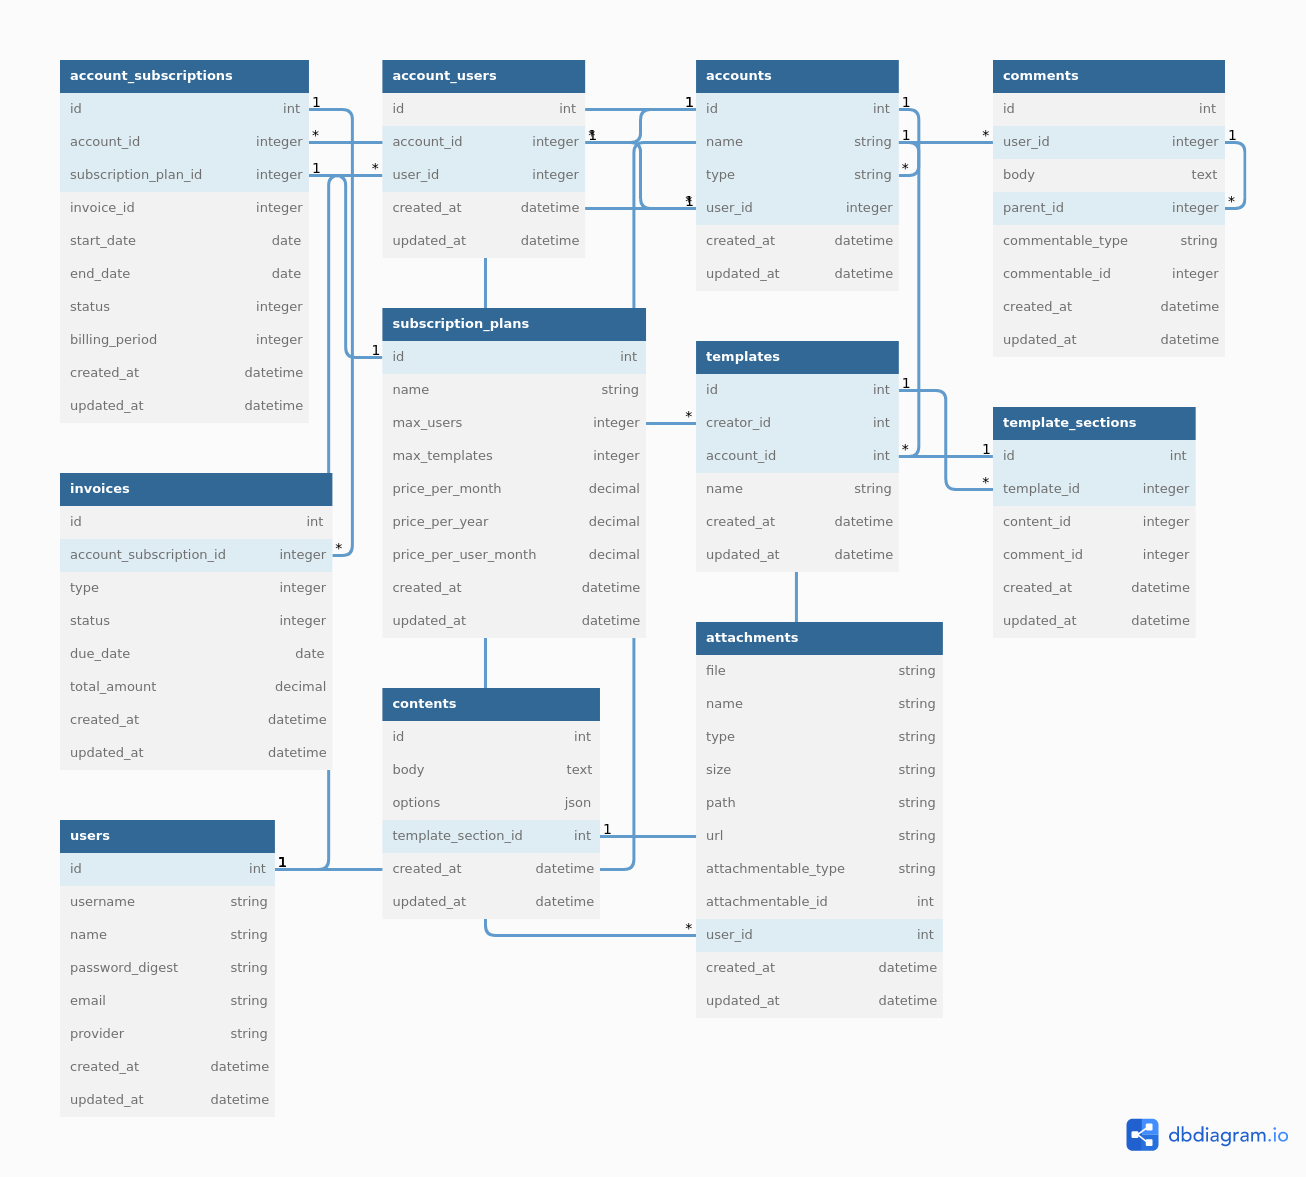 account_subscriptions
id int
account_id integer
subscription_plan_id integer
invoice_id integer
start_date date
end_date date
status integer
billing_period integer
created_at datetime
updated_at datetime
1
*
1
account_users
id int
account_id integer
user_id integer
created_at datetime
updated_at datetime
*
*
1
accounts
id int
name string
type string
user_id integer
created_at datetime
updated_at datetime
1
*
1
1
1
*
comments
id int
user_id integer
body text
parent_id integer
commentable_type string
commentable_id integer
created_at datetime
updated_at datetime
*
1
*
subscription_plans
id int
name string
max_users integer
max_templates integer
price_per_month decimal
price_per_year decimal
price_per_user_month decimal
created_at datetime
updated_at datetime
1
templates
id int
creator_id int
account_id int
name string
created_at datetime
updated_at datetime
*
1
*
template_sections
id int
template_id integer
content_id integer
comment_id integer
created_at datetime
updated_at datetime
1
*
invoices
id int
account_subscription_id integer
type integer
status integer
due_date date
total_amount decimal
created_at datetime
updated_at datetime
*
contents
id int
body text
options json
template_section_id int
created_at datetime
updated_at datetime
1
attachments
file string
name string
type string
size string
path string
url string
attachmentable_type string
attachmentable_id int
user_id int
created_at datetime
updated_at datetime
*
users
id int
username string
name string
password_digest string
email string
provider string
created_at datetime
updated_at datetime
1
dbdiagram.io